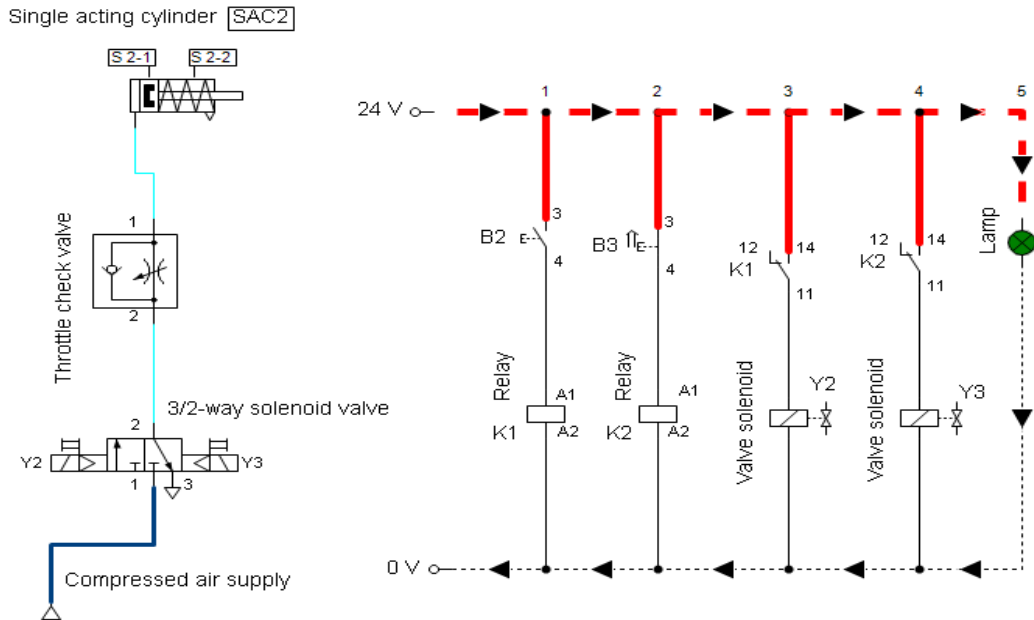 Single acting cylinder SAC2
S 2-1 S 2-2
1
Throttle check valve
2
3/2-way solenoid valve
2
Y2 Y3
1 3
Compressed air supply
1 2 3 4 5
24 V
3 3
B2 B3
4 4
12 14
K1
11
12 14
K2
11
Lamp
Relay
A1
K1 A2
Relay
A1
K2 A2
Valve solenoid
Y2
Valve solenoid
Y3
0 V